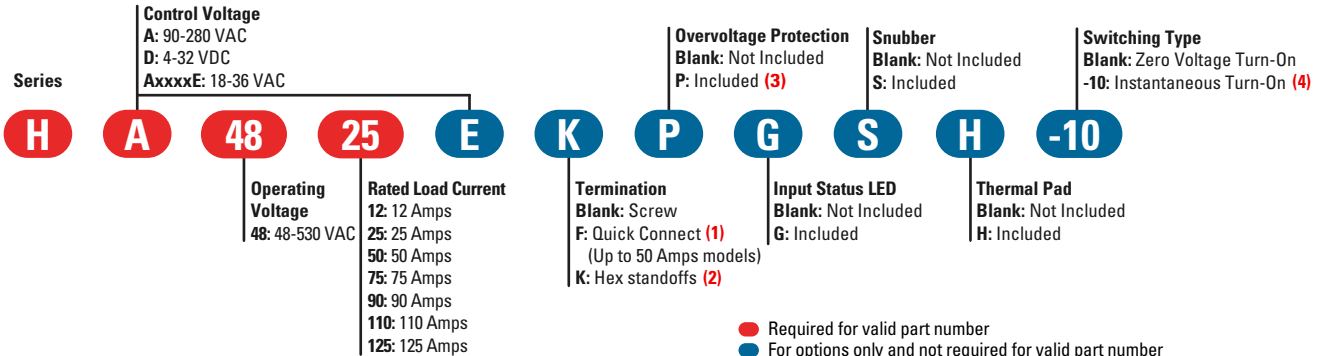 Control Voltage
A: 90-280 VAC
D: 4-32 VDC
AxxxxE: 18-36 VAC
Overvoltage Protection
Blank: Not Included
P: Included (3)
Snubber
Blank: Not Included
S: Included
Switching Type
Blank: Zero Voltage Turn-On
-10: Instantaneous Turn-On (4)
Series
H A 48 25 E K P G S H -10
Operating
Voltage
48: 48-530 VAC
Rated Load Current
12: 12 Amps
25: 25 Amps
50: 50 Amps
75: 75 Amps
90: 90 Amps
110: 110 Amps
125: 125 Amps
Termination
Blank: Screw
F: Quick Connect (1)
(Up to 50 Amps models)
K: Hex standoffs (2)
Input Status LED
Blank: Not Included
G: Included
Thermal Pad
Blank: Not Included
H: Included
Required for valid part number
For options only and not required for valid part number